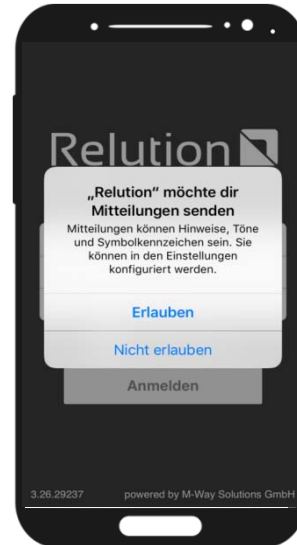 Relution
„Relution“ möchte dir
Mitteilungen senden
Mitteilungen können Hinweise, Töne
und Symbolkennzeichen sein. Sie
können in den Einstellungen
konfiguriert werden.
Erlauben
Nicht erlauben
Anmelden
3.26.29237 powered by M-Way Solutions GmbH